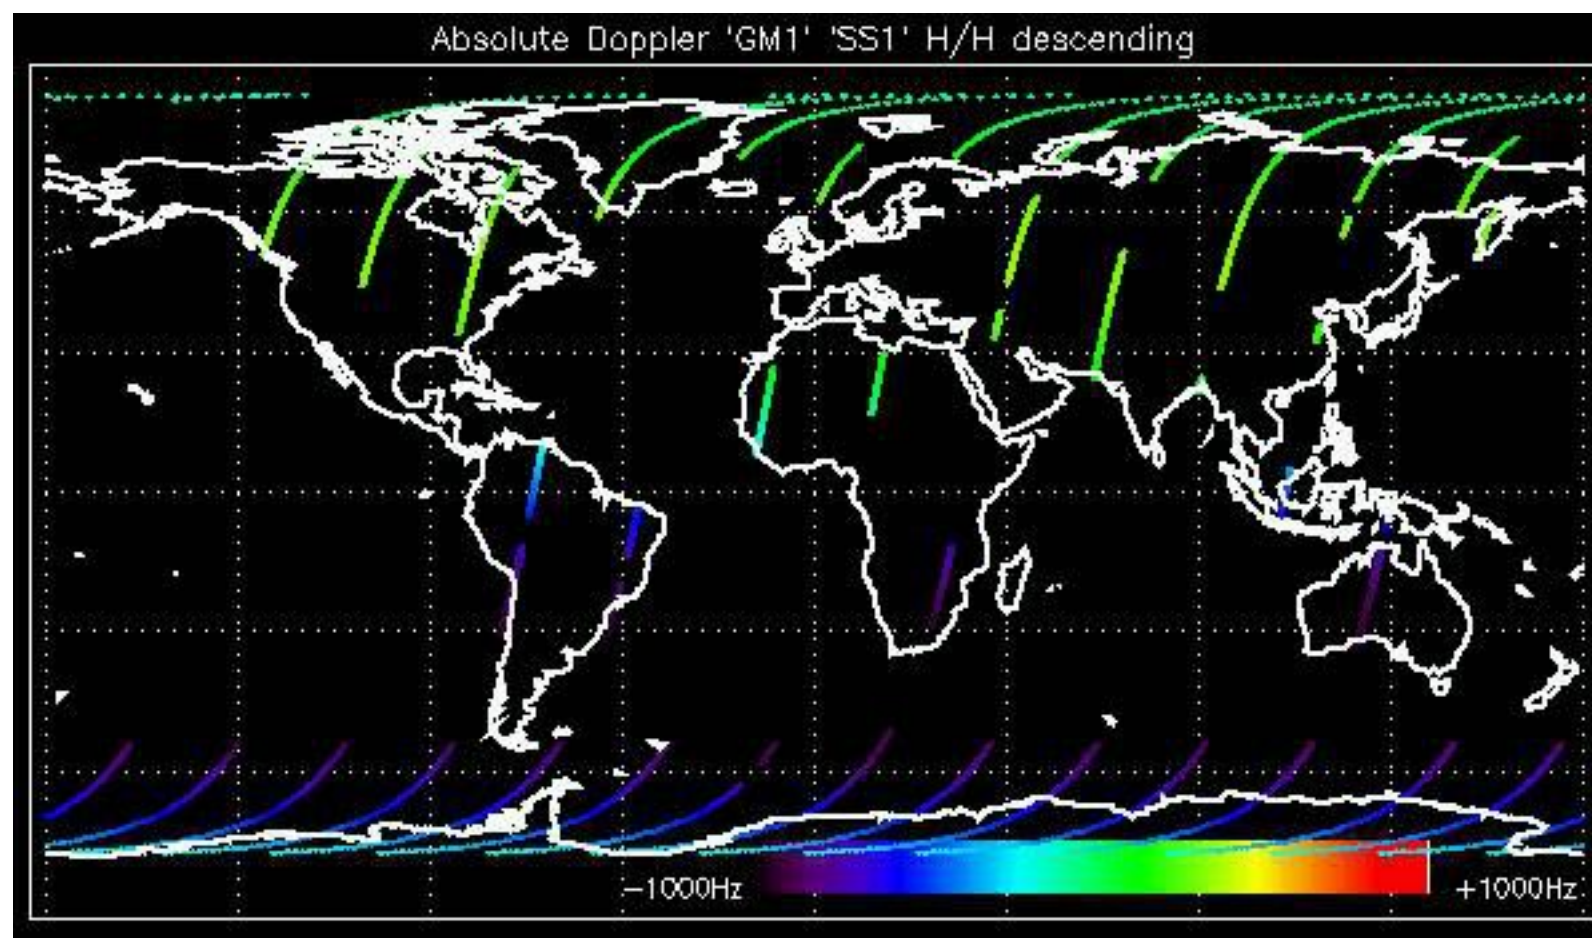 Absolute Doppler 'GM1' 'SS1' H/H descending
-1000Hz
+1000Hz